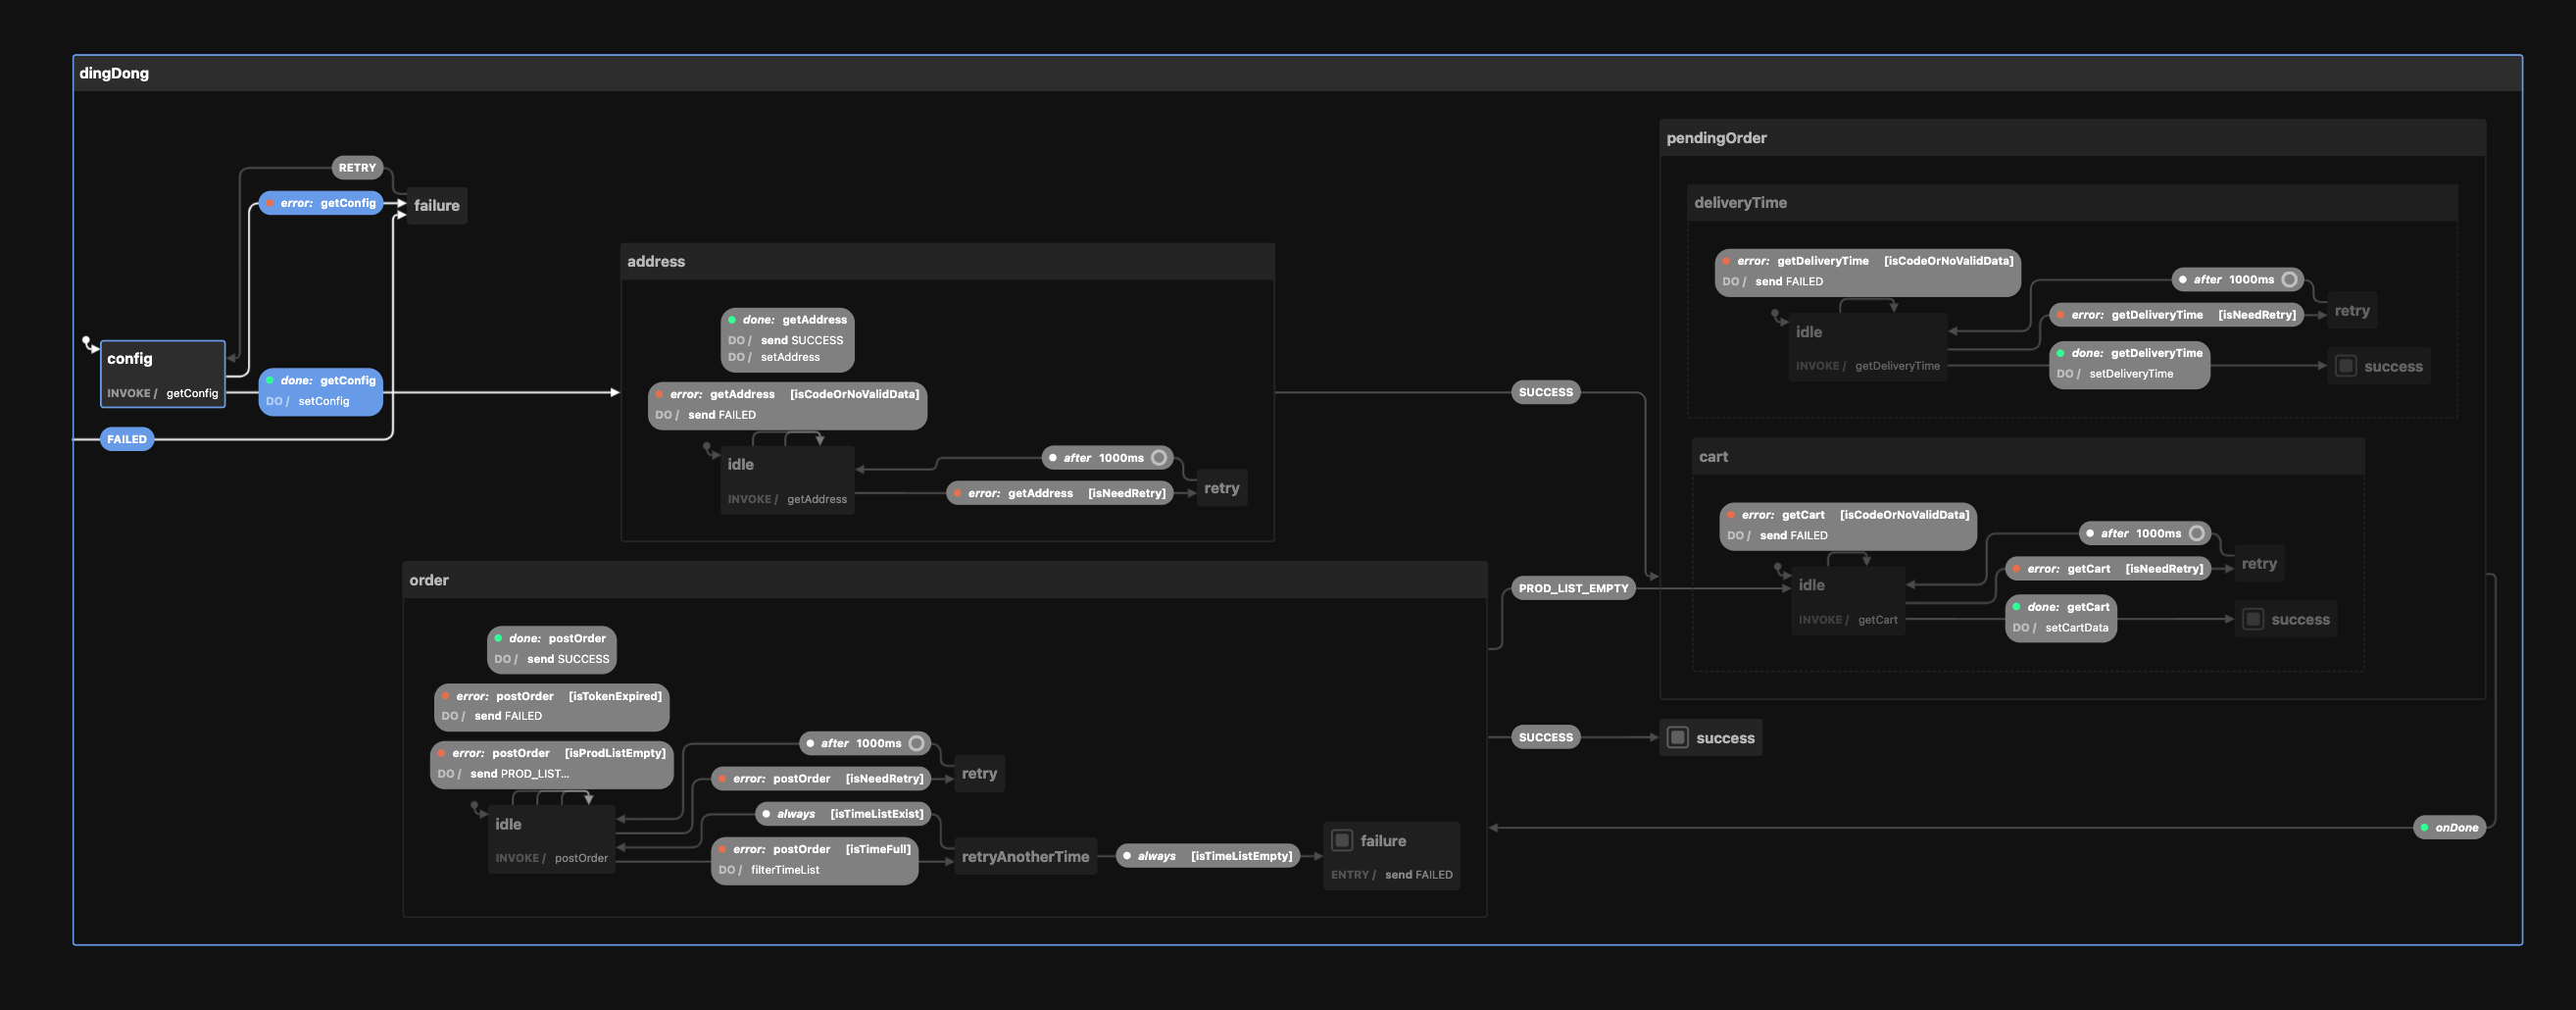 dingDong
RETRY
error: getConfig
failure
config
INVOKE / getConfig
done: getConfig
DO / setConfig
FAILED
address
done: getAddress
DO / send SUCCESS
DO / setAddress
error: getAddress [isCodeOrNoValidData]
DO / send FAILED
idle
INVOKE / getAddress
after 1000ms
error: getAddress [isNeedRetry]
retry
SUCCESS
order
done: postOrder
DO / send SUCCESS
error: postOrder [isTokenExpired]
DO / send FAILED
error: postOrder [isProdListEmpty]
DO / send PROD_LIST...
idle
INVOKE / postOrder
after 1000ms
error: postOrder [isNeedRetry]
retry
always [isTimeListExist]
error: postOrder [isTimeFull]
DO / filterTimeList
retryAnotherTime
always [isTimeListEmpty]
failure
ENTRY / send FAILED
PROD_LIST_EMPTY
SUCCESS
success
pendingOrder
deliveryTime
error: getDeliveryTime [isCodeOrNoValidData]
DO / send FAILED
idle
INVOKE / getDeliveryTime
after 1000ms
error: getDeliveryTime [isNeedRetry]
retry
done: getDeliveryTime
DO / setDeliveryTime
success
cart
error: getCart [isCodeOrNoValidData]
DO / send FAILED
idle
INVOKE / getCart
after 1000ms
error: getCart [isNeedRetry]
retry
done: getCart
DO / setCartData
success
onDone